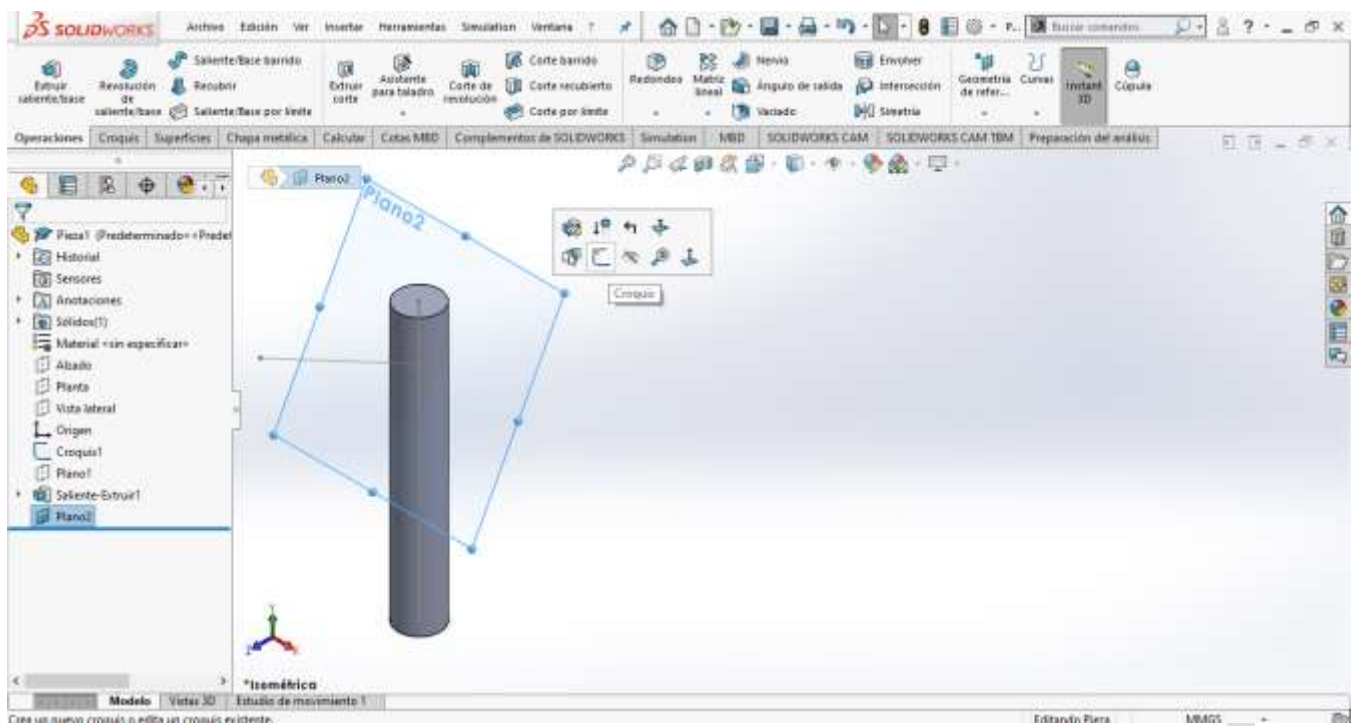 SOLIDWORKS Archivo Edición Ver Insertar Herramientas Simulation Ventana ? P... Buscar comandos
Extruir saliente/base
Revolución de saliente/base
Saliente/Base barrido
Recubrir
Saliente/Base por límite
Extruir corte
Asistente para taladro
Corte de revolución
Corte barrido
Corte recubierto
Corte por límite
Redondeo
Matriz lineal
Nervio
Ángulo de salida
Vaciado
Envolver
Intersección
Simetría
Geometría de refer...
Curvas
Instant 3D
Cúpula
Operaciones Croquis Superficies Chapa metálica Calcular Cotas MBD Complementos de SOLIDWORKS Simulation MBD SOLIDWORKS CAM SOLIDWORKS CAM TBM Preparación del análisis
Plano2
Plano2
Croquis
Pieza1 (Predeterminado<<Predet
Historial
Sensores
Anotaciones
Sólidos(1)
Material <sin especificar>
Alzado
Planta
Vista lateral
Origen
Croquis1
Plano1
Saliente-Extruir1
Plano2
*Isométrica
Modelo Vistas 3D Estudio de movimiento 1
Crea un nuevo croquis o edita un croquis existente. Editando Pieza MMGS